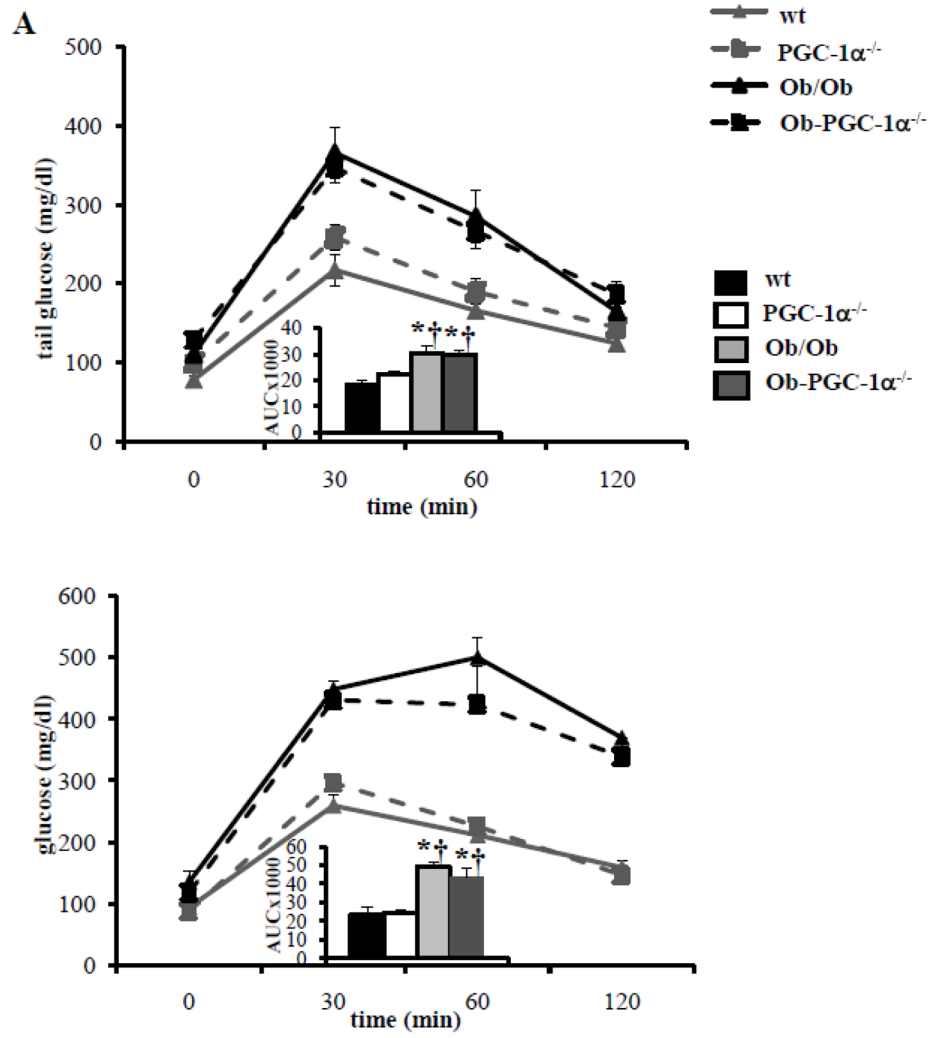 A
wt
PGC-1α-/-
Ob/Ob
Ob-PGC-1α-/-
500
400
300
200
100
0
tail glucose (mg/dl)
wt
PGC-1α-/-
Ob/Ob
Ob-PGC-1α-/-
40
30
20
10
0
AUCx1000
*† *†
0 30 60 120
time (min)
600
500
400
300
200
100
0
glucose (mg/dl)
60
50
40
30
20
10
0
AUCx1000
*† *†
0 30 60 120
time (min)